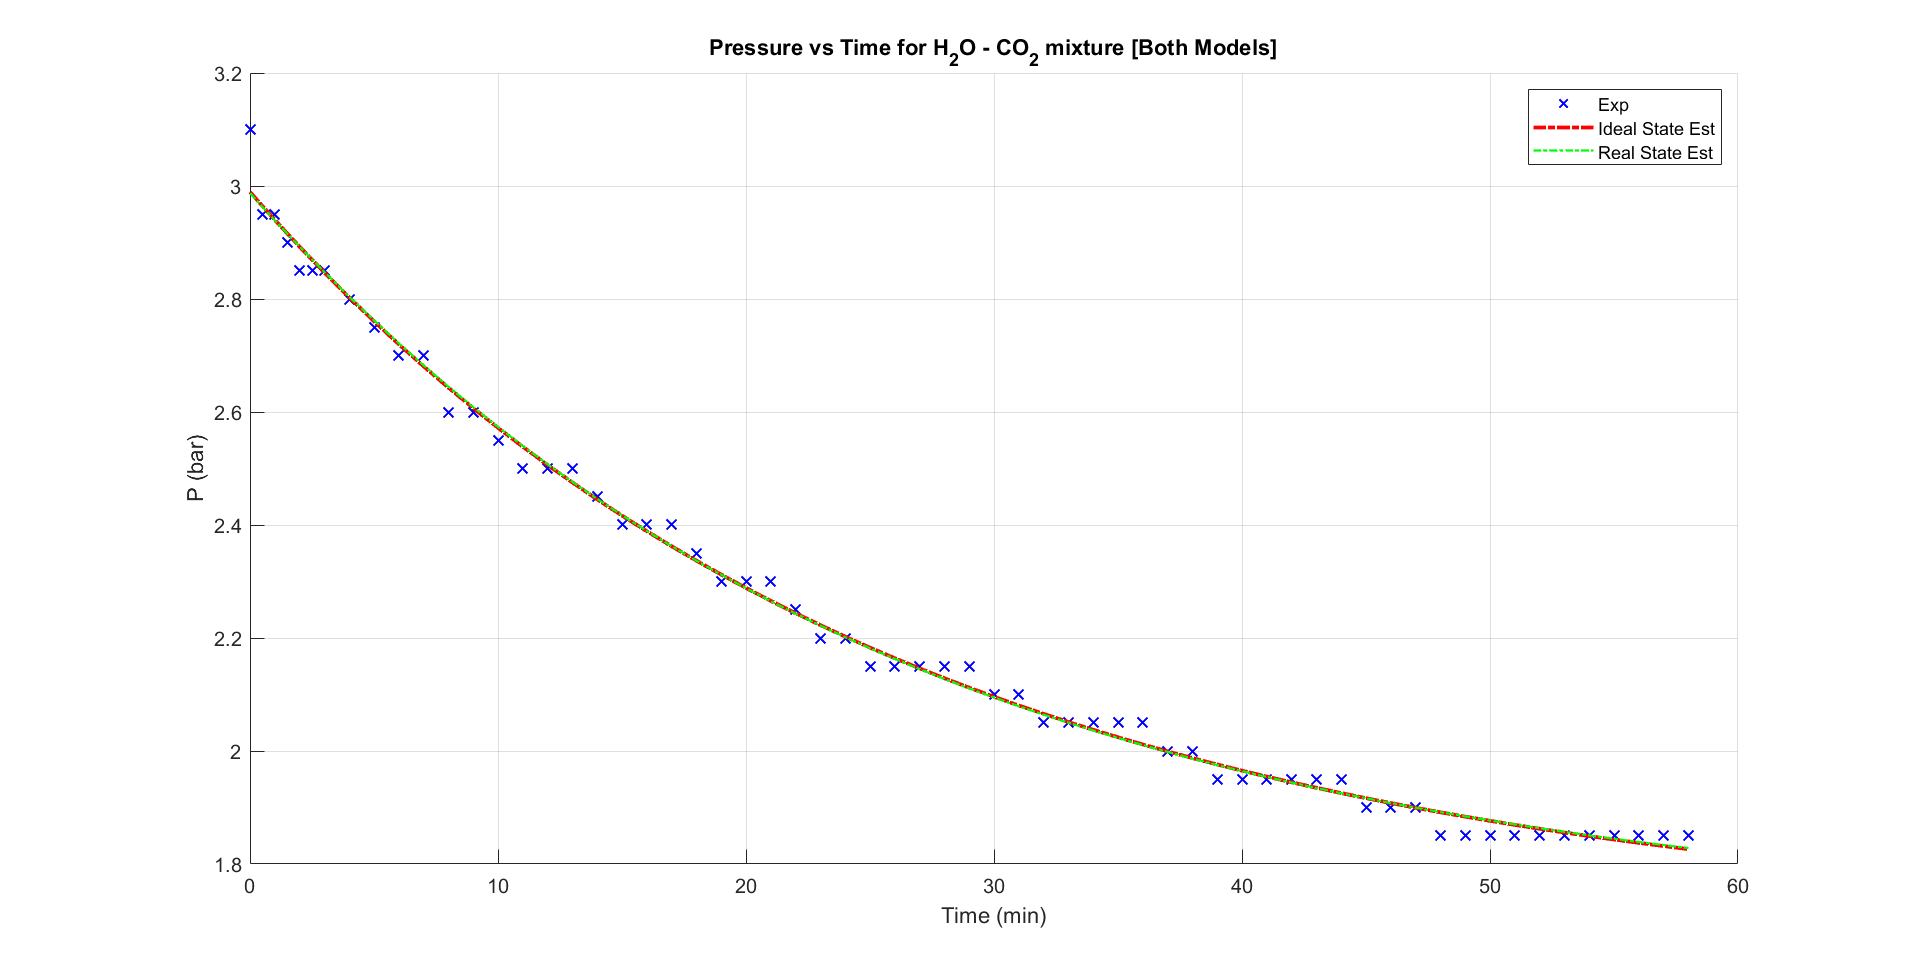 Pressure vs Time for H₂O - CO₂ mixture [Both Models]
Exp
Ideal State Est
Real State Est
P (bar)
3.2
3
2.8
2.6
2.4
2.2
2
1.8
0 10 20 30 40 50 60
Time (min)